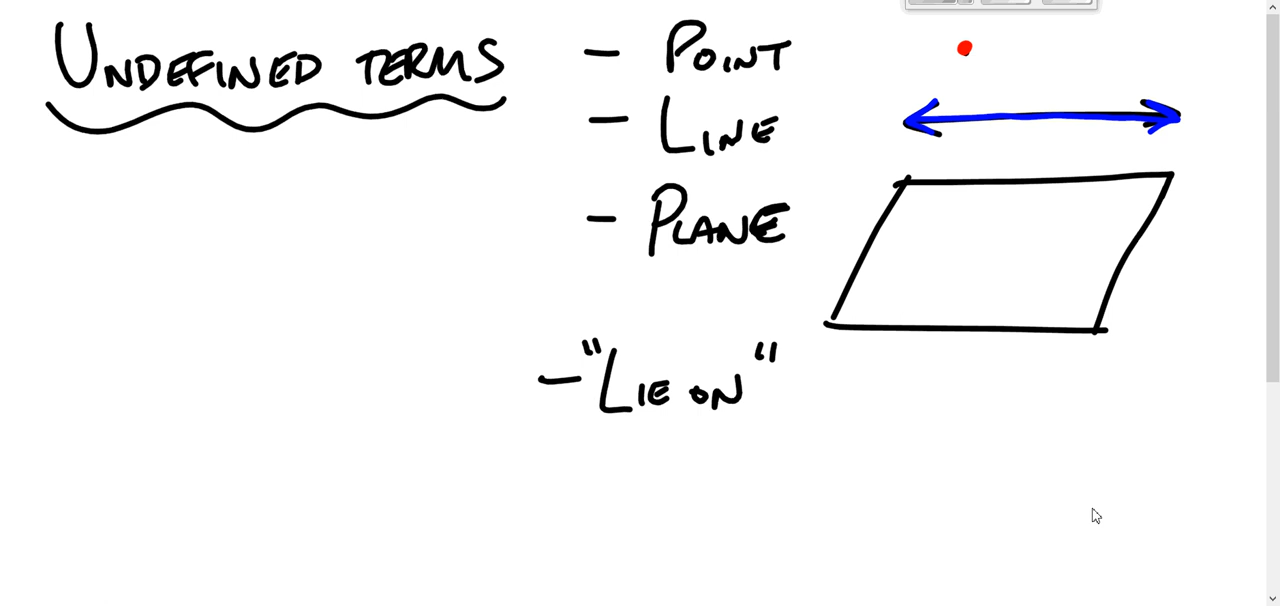 UNDEFINED TERMS
- POINT
- LINE
- PLANE
- "LIE ON"